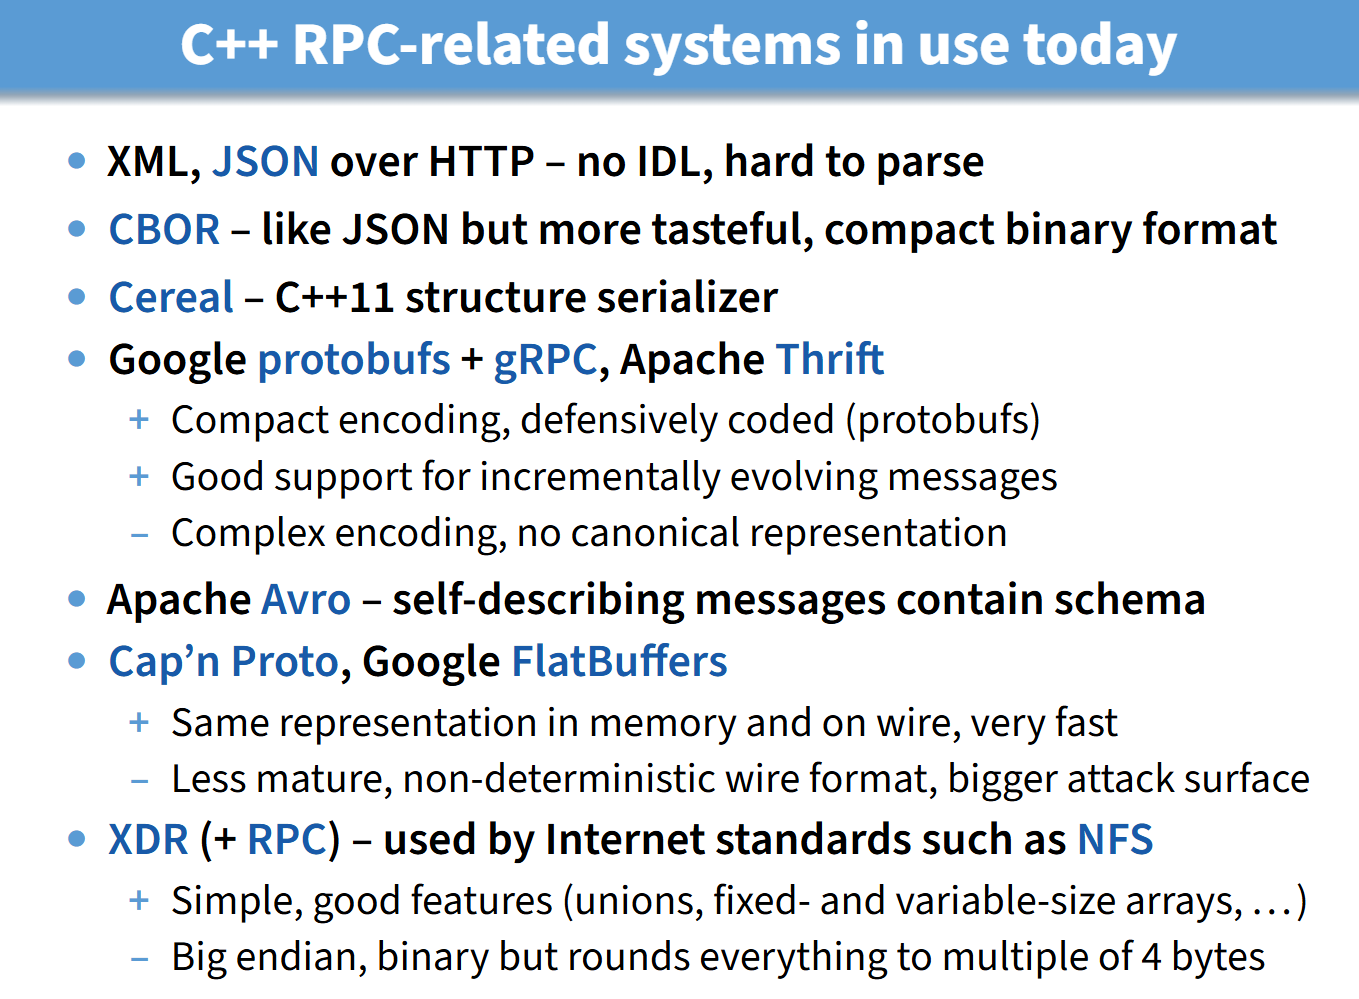 C++ RPC-related systems in use today
• XML, JSON over HTTP – no IDL, hard to parse
• CBOR – like JSON but more tasteful, compact binary format
• Cereal – C++11 structure serializer
• Google protobufs + gRPC, Apache Thrift
+ Compact encoding, defensively coded (protobufs)
+ Good support for incrementally evolving messages
– Complex encoding, no canonical representation
• Apache Avro – self-describing messages contain schema
• Cap’n Proto, Google FlatBuffers
+ Same representation in memory and on wire, very fast
– Less mature, non-deterministic wire format, bigger attack surface
• XDR (+ RPC) – used by Internet standards such as NFS
+ Simple, good features (unions, fixed- and variable-size arrays, …)
– Big endian, binary but rounds everything to multiple of 4 bytes